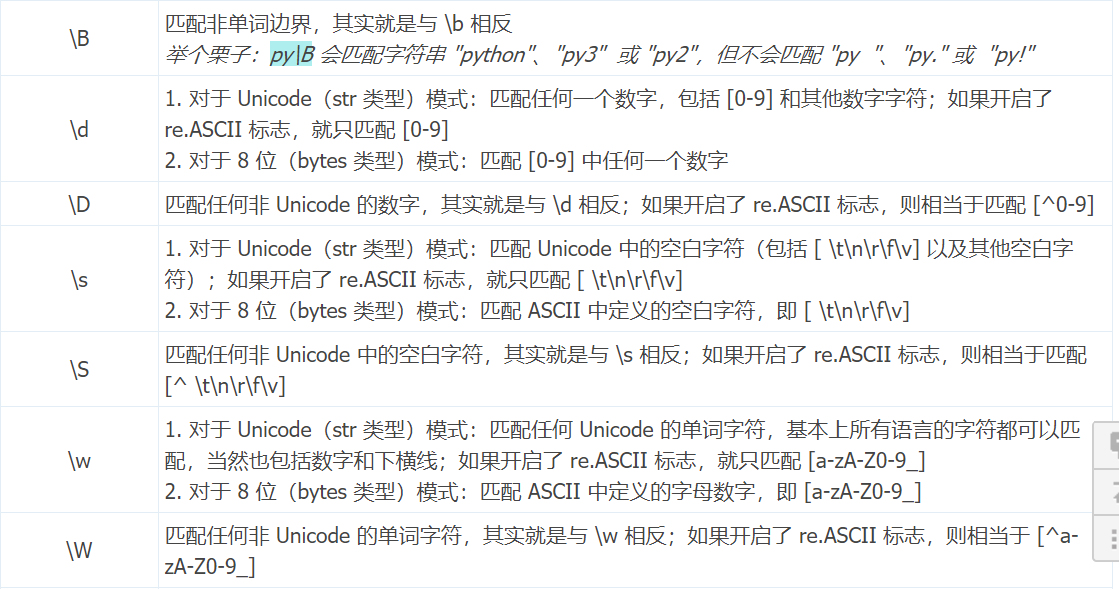 \B
匹配非单词边界，其实就是与 \b 相反
举个栗子：py\B 会匹配字符串 "python"、"py3" 或 "py2"，但不会匹配 "py "、"py." 或 "py!"
\d
1. 对于 Unicode（str 类型）模式：匹配任何一个数字，包括 [0-9] 和其他数字字符；如果开启了
re.ASCII 标志，就只匹配 [0-9]
2. 对于 8 位（bytes 类型）模式：匹配 [0-9] 中任何一个数字
\D
匹配任何非 Unicode 的数字，其实就是与 \d 相反；如果开启了 re.ASCII 标志，则相当于匹配 [^0-9]
\s
1. 对于 Unicode（str 类型）模式：匹配 Unicode 中的空白字符（包括 [ \t\n\r\f\v] 以及其他空白字
符）；如果开启了 re.ASCII 标志，就只匹配 [ \t\n\r\f\v]
2. 对于 8 位（bytes 类型）模式：匹配 ASCII 中定义的空白字符，即 [ \t\n\r\f\v]
\S
匹配任何非 Unicode 中的空白字符，其实就是与 \s 相反；如果开启了 re.ASCII 标志，则相当于匹配
[^ \t\n\r\f\v]
\w
1. 对于 Unicode（str 类型）模式：匹配任何 Unicode 的单词字符，基本上所有语言的字符都可以匹
配，当然也包括数字和下横线；如果开启了 re.ASCII 标志，就只匹配 [a-zA-Z0-9_]
2. 对于 8 位（bytes 类型）模式：匹配 ASCII 中定义的字母数字，即 [a-zA-Z0-9_]
\W
匹配任何非 Unicode 的单词字符，其实就是与 \w 相反；如果开启了 re.ASCII 标志，则相当于 [^a-
zA-Z0-9_]